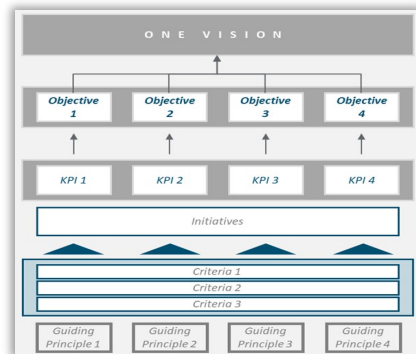 ONE VISION
Objective 1
Objective 2
Objective 3
Objective 4
KPI 1
KPI 2
KPI 3
KPI 4
Initiatives
Criteria 1
Criteria 2
Criteria 3
Guiding Principle 1
Guiding Principle 2
Guiding Principle 3
Guiding Principle 4